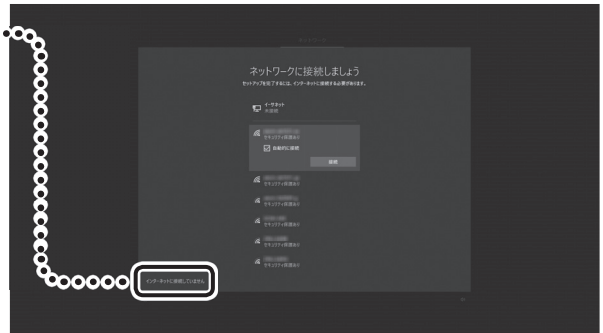 ネットワークに接続しましょう
セットアップを完了するには、インターネットに接続する必要があります。
イーサネット
未接続
セキュリティ保護あり
自動的に接続
接続
セキュリティ保護あり
セキュリティ保護あり
セキュリティ保護あり
セキュリティ保護あり
セキュリティ保護あり
インターネットに接続していません